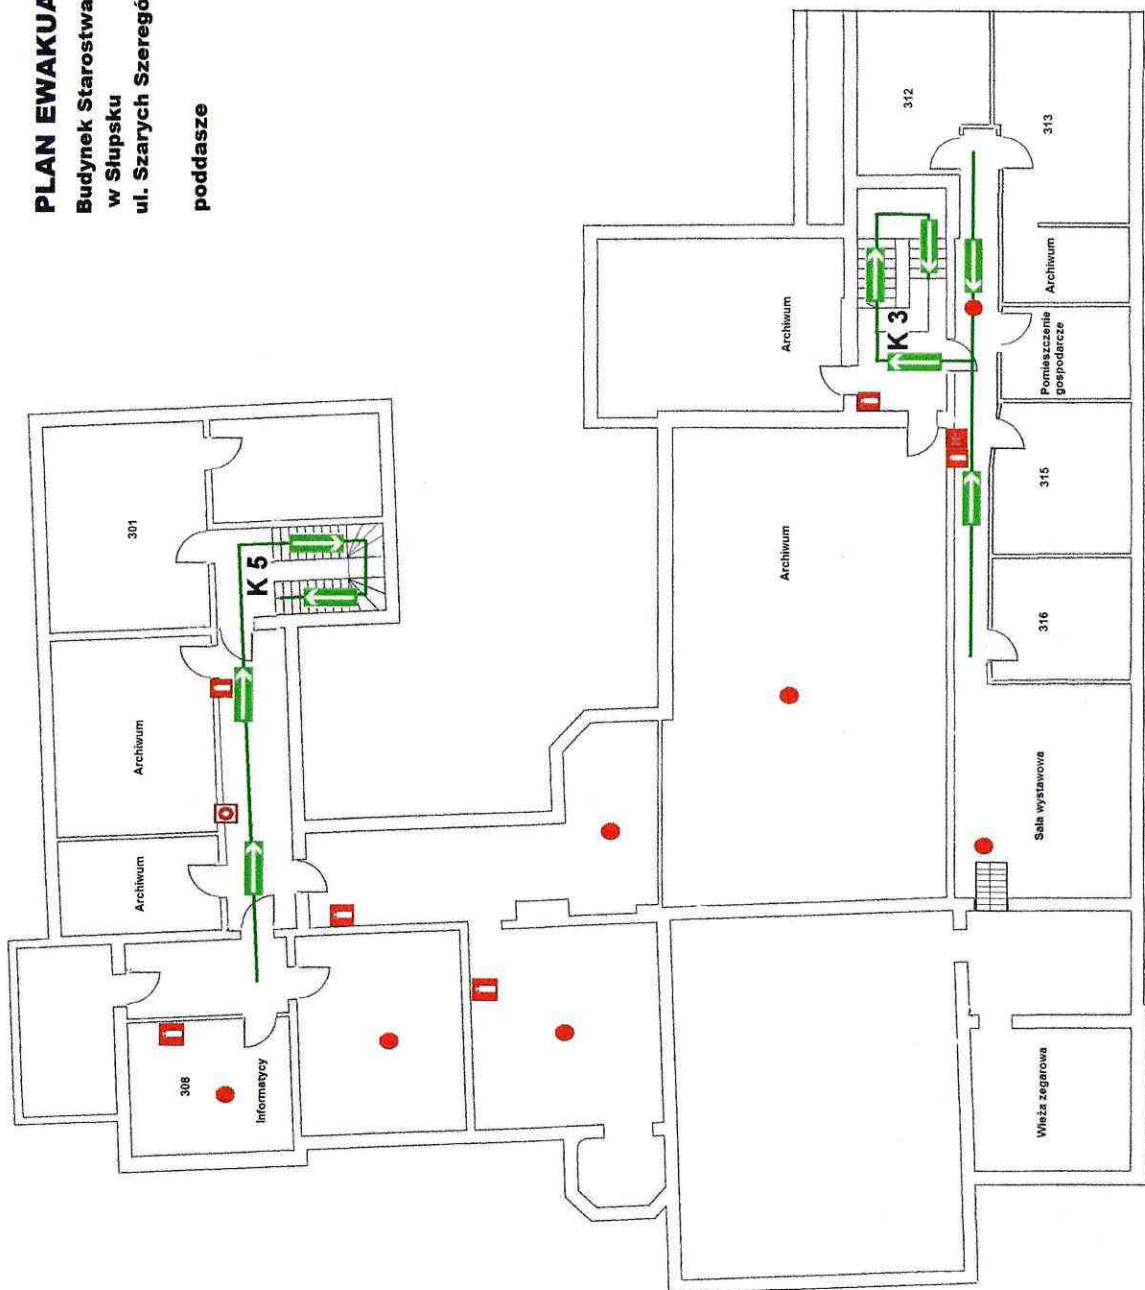 PLAN EWAKUA
Budynek Starostwa
w Słupsku
ul. Szarych Szeregó
poddasze
301
Archiwum
Archiwum
308
Informatycy
K 5
Archiwum
Archiwum
K 3
312
313
Archiwum
Pomieszczenie
gospodarcze
315
316
Sala wystawowa
Wieża zegarowa